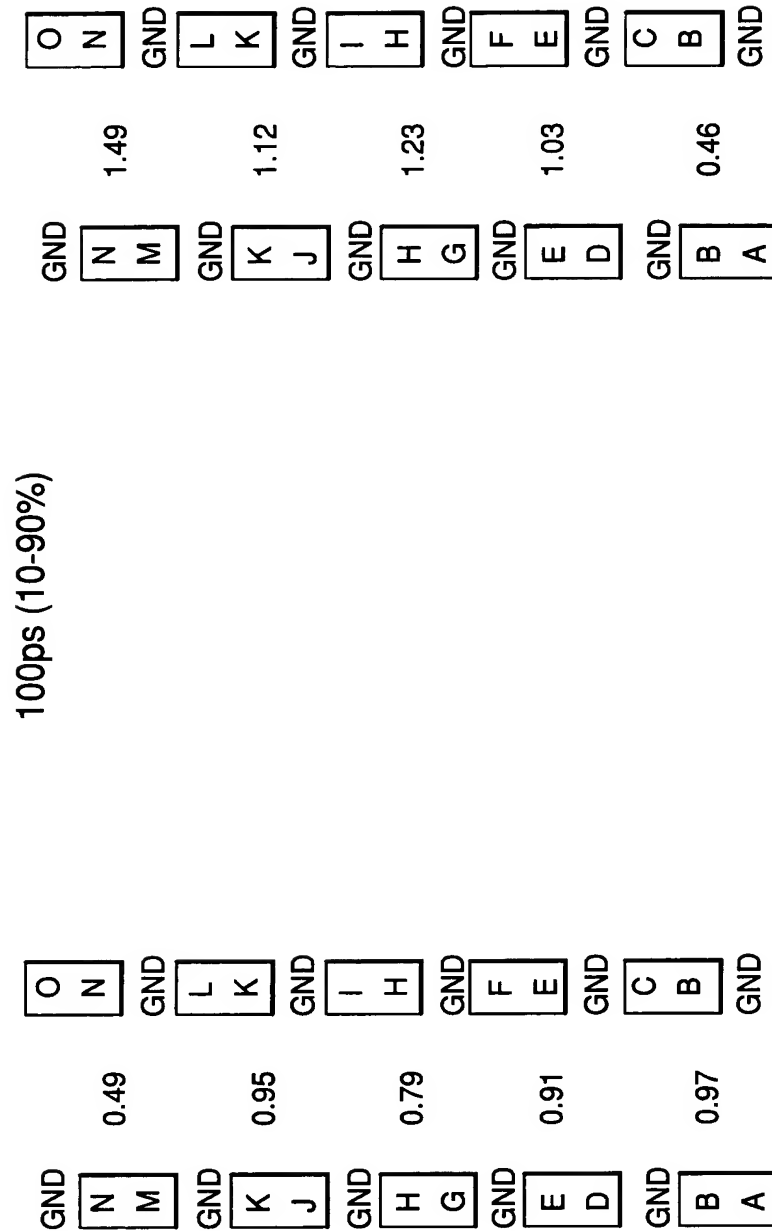 100ps (10-90%)
GND
N
M
GND
K
J
GND
H
G
GND
E
D
GND
B
A
0.49
0.95
0.79
0.91
0.97
O
N
GND
L
K
GND
I
H
GND
F
E
GND
C
B
GND
GND
N
M
GND
K
J
GND
H
G
GND
E
D
GND
B
A
1.49
1.12
1.23
1.03
0.46
O
N
GND
L
K
GND
I
H
GND
F
E
GND
C
B
GND